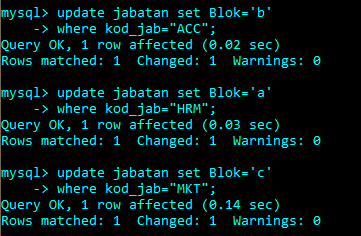 mysql> update jabatan set Blok='b'
    -> where kod_jab="ACC";
Query OK, 1 row affected (0.02 sec)
Rows matched: 1  Changed: 1  Warnings: 0

mysql> update jabatan set Blok='a'
    -> where kod_jab="HRM";
Query OK, 1 row affected (0.03 sec)
Rows matched: 1  Changed: 1  Warnings: 0

mysql> update jabatan set Blok='c'
    -> where kod_jab="MKT";
Query OK, 1 row affected (0.14 sec)
Rows matched: 1  Changed: 1  Warnings: 0